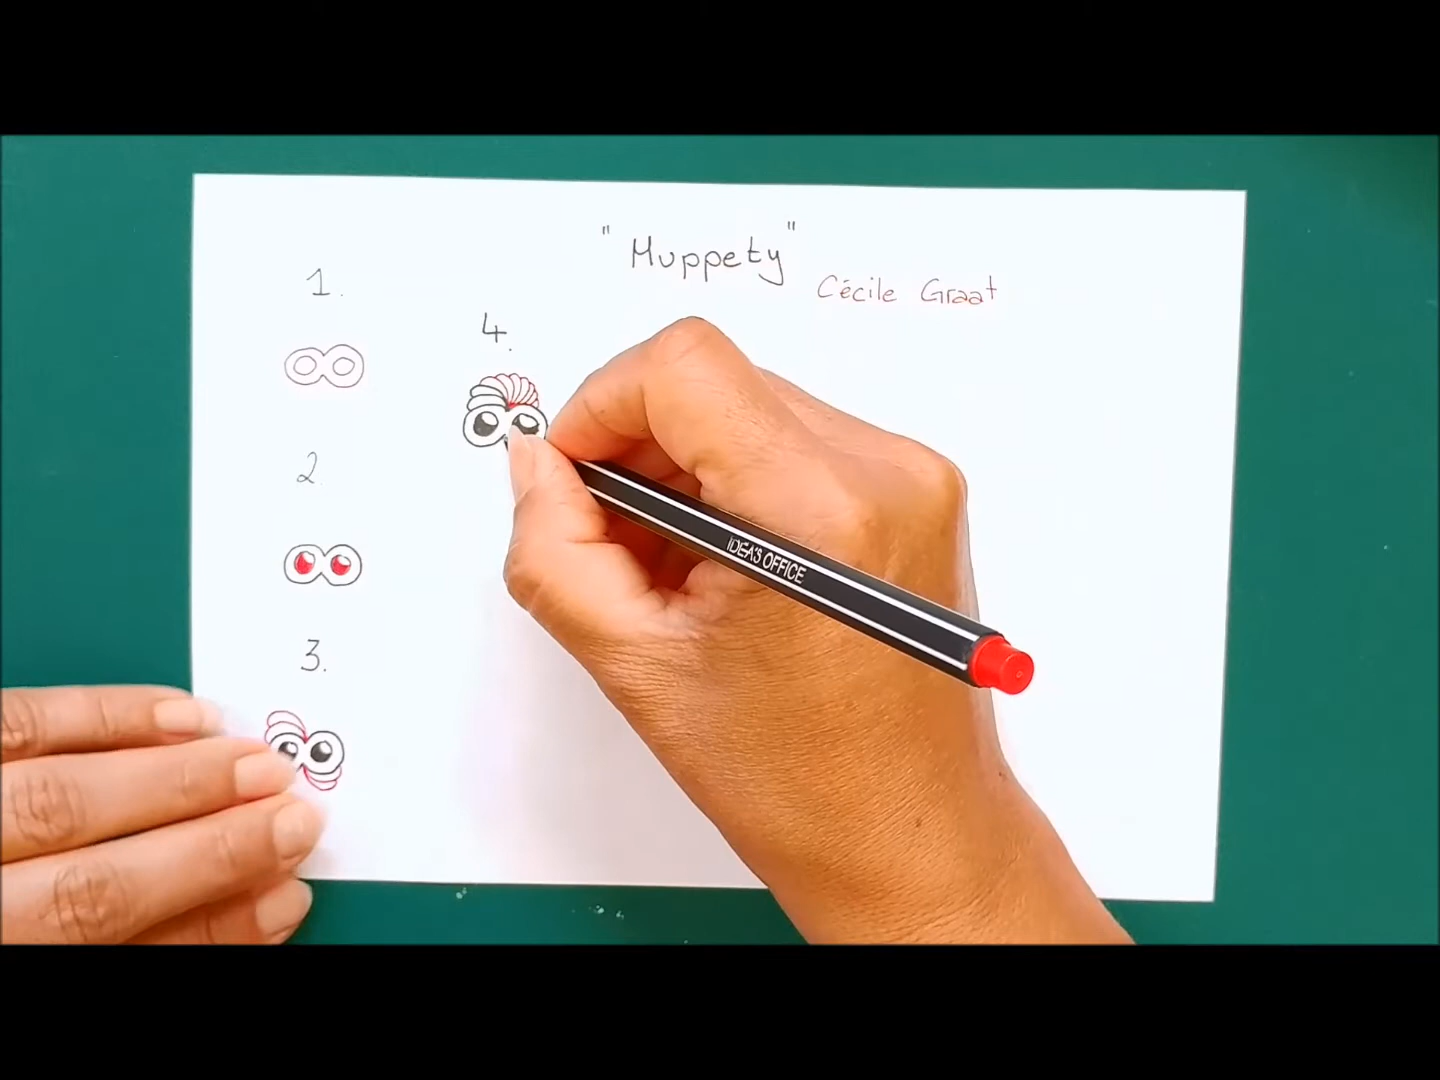 "Muppety"
Cécile Graat
1.
2.
3.
4.
IDEA'S OFFICE